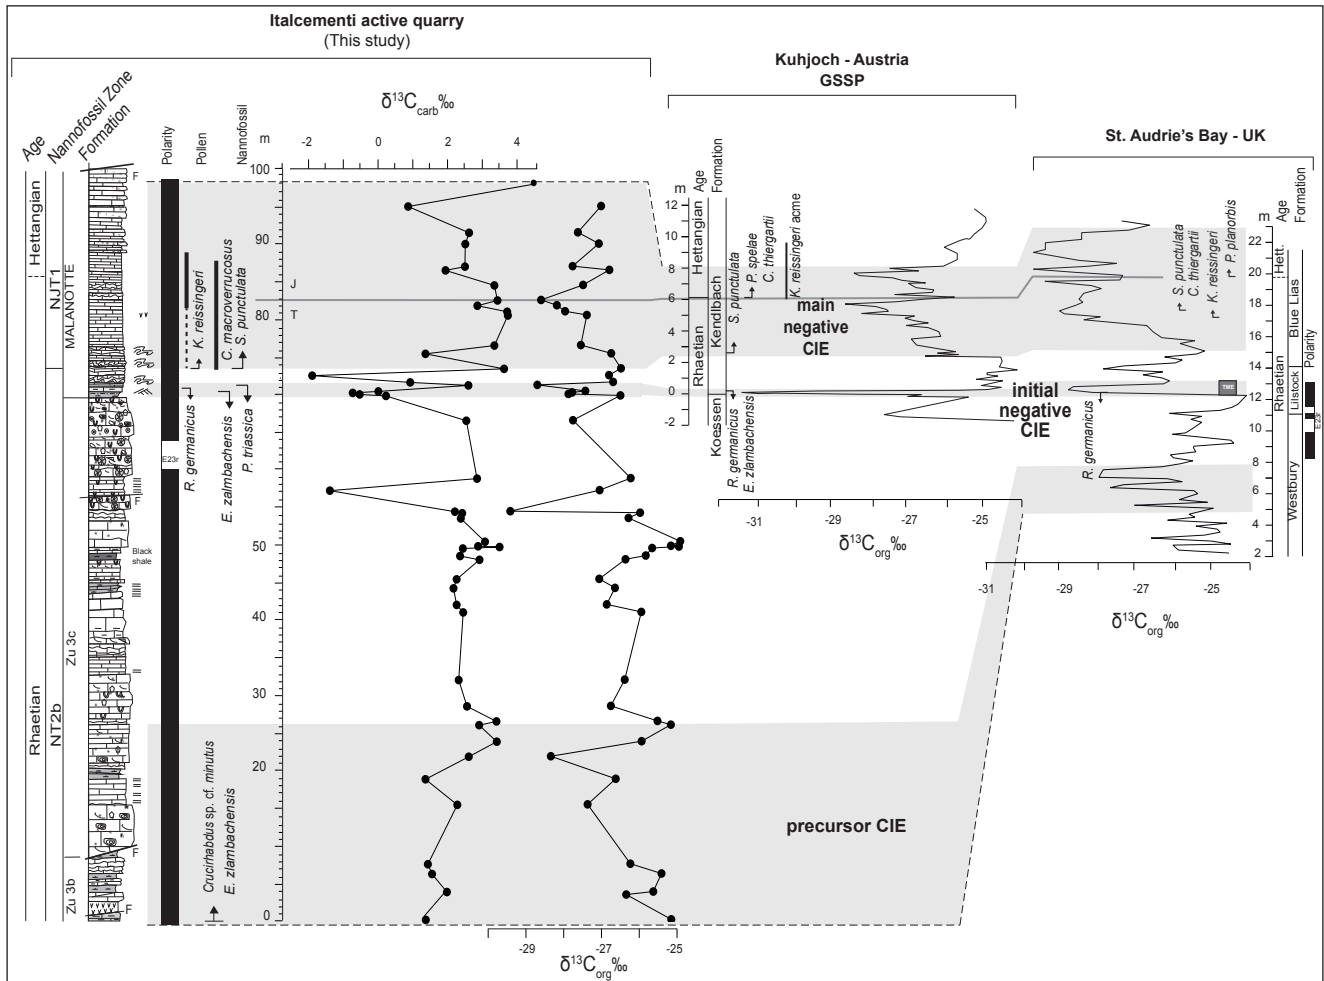 Italcementi active quarry
(This study)
Kuhjoch - Austria
GSSP
St. Audrie's Bay - UK
Age
Nannofossil Zone
Formation
Polarity
Pollen
Nannofossil
m
δ13Ccarb‰
-2
0
2
4
100
90
80
50
40
30
20
0
Hettangian
Rhaetian
NJT1
NT2b
MALANOTTE
Zu 3c
Zu 3b
F
F
F
F
E23r
Black
shale
K. reissingeri
C. macroverrucosus
S. punctulata
R. germanicus
E. zalmbachensis
P. triassica
Crucirhabdus sp. cf. minutus
E. zlambachensis
J
T
-29
-27
-25
δ13Corg‰
precursor CIE
m
Age
Formation
12
10
8
6
4
2
0
-2
Hettangian
Rhaetian
Kendlbach
Koessen
S. punctulata
P. spelae
C. thiergartii
K. reissingeri acme
R. germanicus
E. zlambachensis
main
negative
CIE
initial
negative
CIE
-31
-29
-27
-25
δ13Corg‰
m
Age
Formation
22
20
18
16
14
12
10
8
6
4
2
Hett.
Rhaetian
Blue Lias
Lilstock
Westbury
Polarity
E23r
TME
S. punctulata
C. thiergartii
K. reissingeri
P. planorbis
R. germanicus
-31
-29
-27
-25
-24
δ13Corg‰